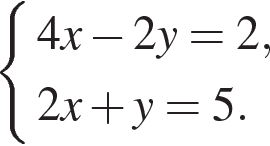 4x − 2y = 2,
2x + y = 5.